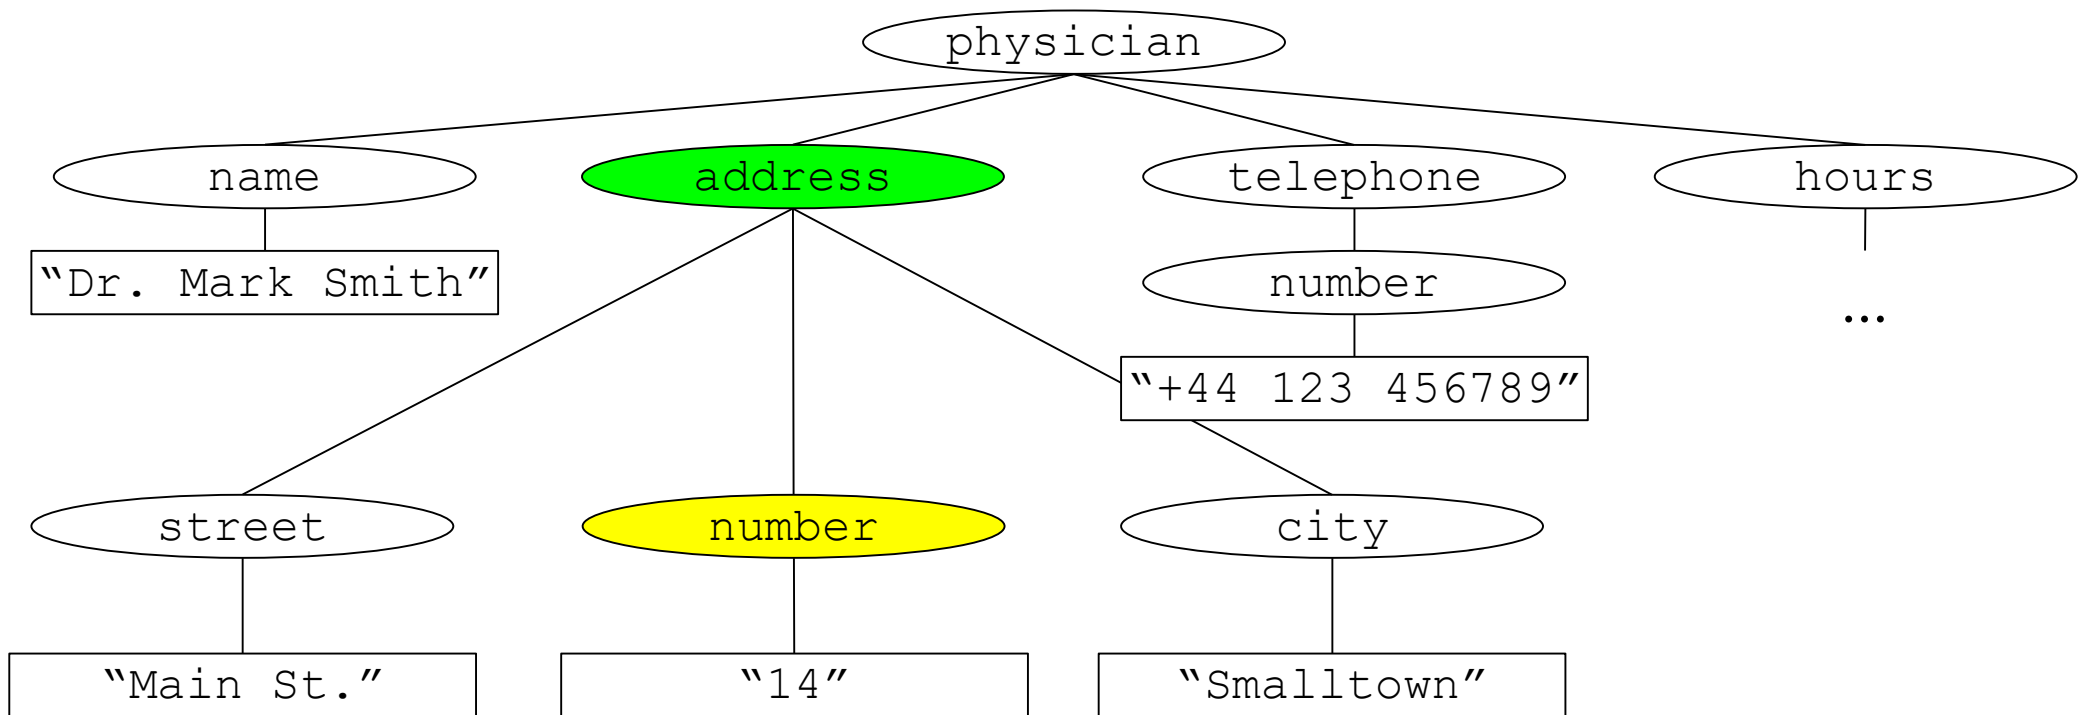 physician
name
address
telephone
hours
“Dr. Mark Smith”
number
...
“+44 123 456789”
street
number
city
“Main St.”
“14”
“Smalltown”